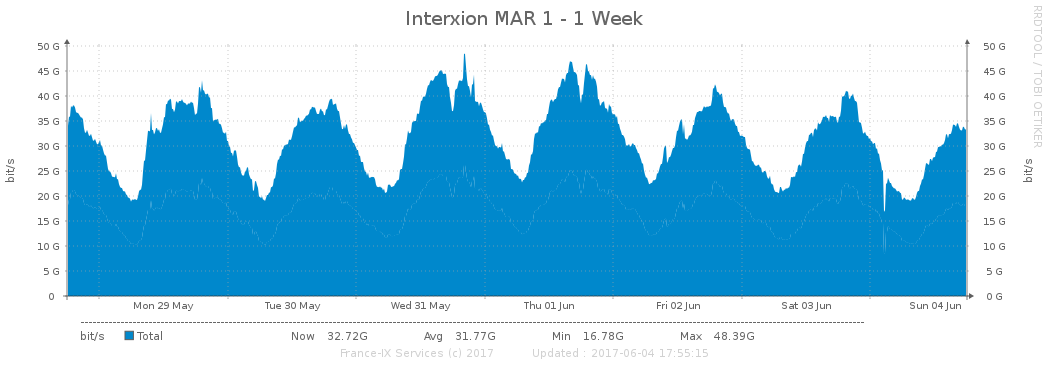 Interxion MAR 1 - 1 Week
RRDTOOL / TOBI OETIKER
bit/s
50 G 50 G
45 G 45 G
40 G 40 G
35 G 35 G
30 G 30 G
25 G 25 G
20 G 20 G
15 G 15 G
10 G 10 G
5 G 5 G
0 0 G
bit/s
Mon 29 May Tue 30 May Wed 31 May Thu 01 Jun Fri 02 Jun Sat 03 Jun Sun 04 Jun
bit/s Total Now 32.72G Avg 31.77G Min 16.78G Max 48.39G
France-IX Services (c) 2017 Updated : 2017-06-04 17:55:15